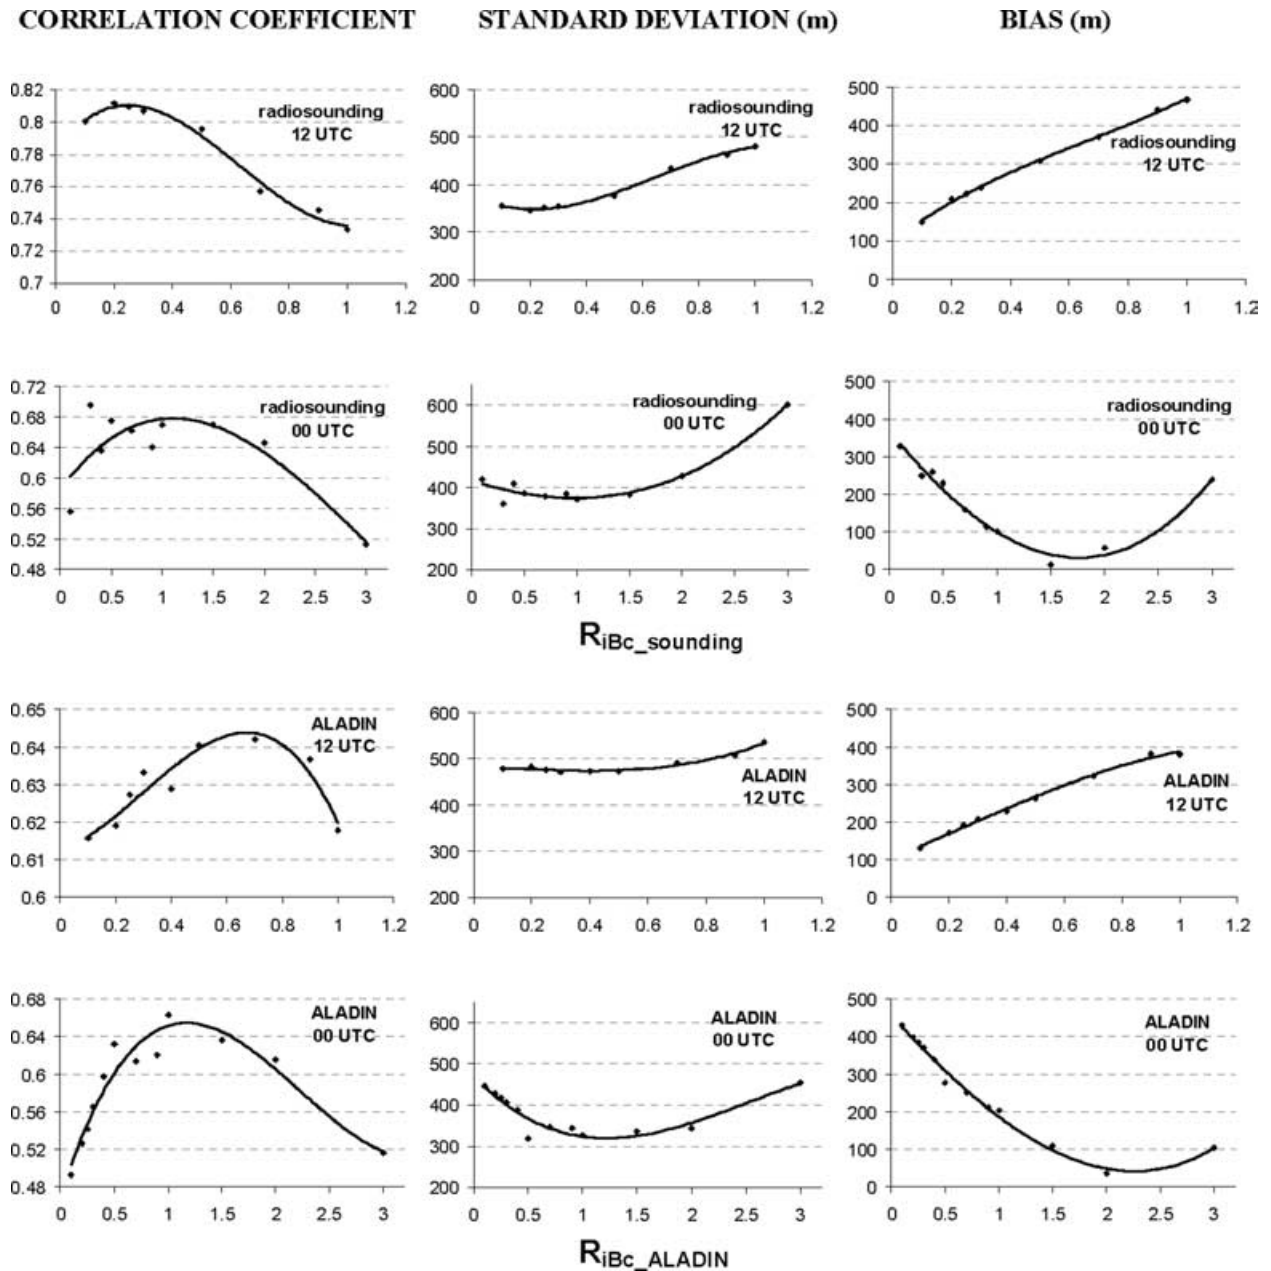 CORRELATION COEFFICIENT STANDARD DEVIATION (m) BIAS (m)
0.82
0.8
0.78
0.76
0.74
0.72
0.7
0 0.2 0.4 0.6 0.8 1 1.2
radiosounding
12 UTC
600
500
400
300
200
0 0.2 0.4 0.6 0.8 1 1.2
radiosounding
12 UTC
500
400
300
200
100
0
0 0.2 0.4 0.6 0.8 1 1.2
radiosounding
12 UTC
0.72
0.68
0.64
0.6
0.56
0.52
0.48
0 0.5 1 1.5 2 2.5 3
radiosounding
00 UTC
600
500
400
300
200
0 0.5 1 1.5 2 2.5 3
radiosounding
00 UTC
500
400
300
200
100
0
0 0.5 1 1.5 2 2.5 3
radiosounding
00 UTC
RiBc_sounding
0.65
0.64
0.63
0.62
0.61
0.6
0 0.2 0.4 0.6 0.8 1 1.2
ALADIN
12 UTC
600
500
400
300
200
0 0.2 0.4 0.6 0.8 1 1.2
ALADIN
12 UTC
500
400
300
200
100
0
0 0.2 0.4 0.6 0.8 1 1.2
ALADIN
12 UTC
0.68
0.64
0.6
0.56
0.52
0.48
0 0.5 1 1.5 2 2.5 3
ALADIN
00 UTC
600
500
400
300
200
0 0.5 1 1.5 2 2.5 3
ALADIN
00 UTC
500
400
300
200
100
0
0 0.5 1 1.5 2 2.5 3
ALADIN
00 UTC
RiBc_ALADIN